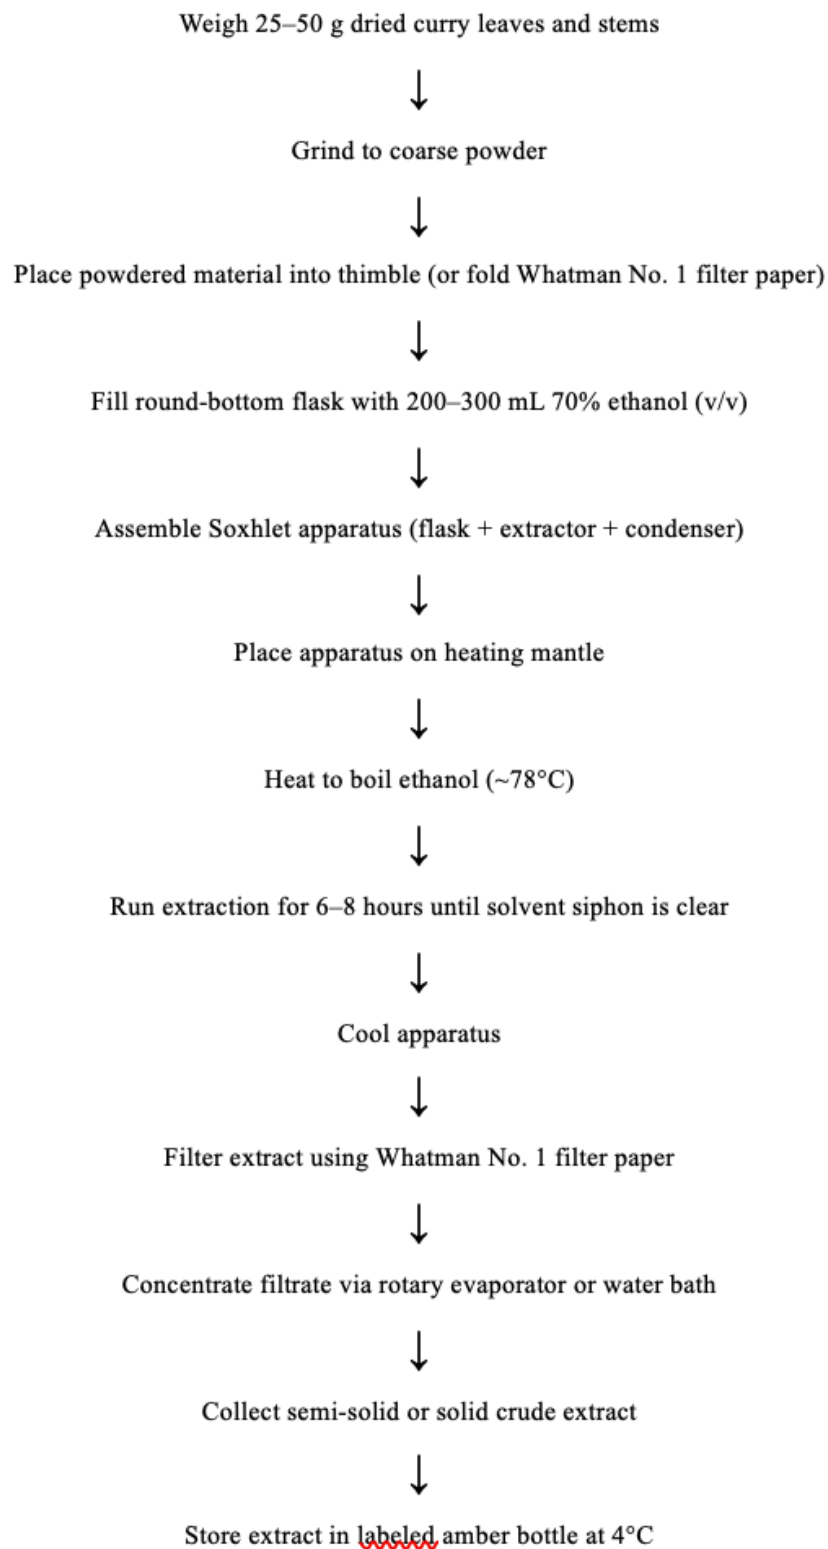 Weigh 25–50 g dried curry leaves and stems
↓
Grind to coarse powder
↓
Place powdered material into thimble (or fold Whatman No. 1 filter paper)
↓
Fill round-bottom flask with 200–300 mL 70% ethanol (v/v)
↓
Assemble Soxhlet apparatus (flask + extractor + condenser)
↓
Place apparatus on heating mantle
↓
Heat to boil ethanol (~78°C)
↓
Run extraction for 6–8 hours until solvent siphon is clear
↓
Cool apparatus
↓
Filter extract using Whatman No. 1 filter paper
↓
Concentrate filtrate via rotary evaporator or water bath
↓
Collect semi-solid or solid crude extract
↓
Store extract in labeled amber bottle at 4°C